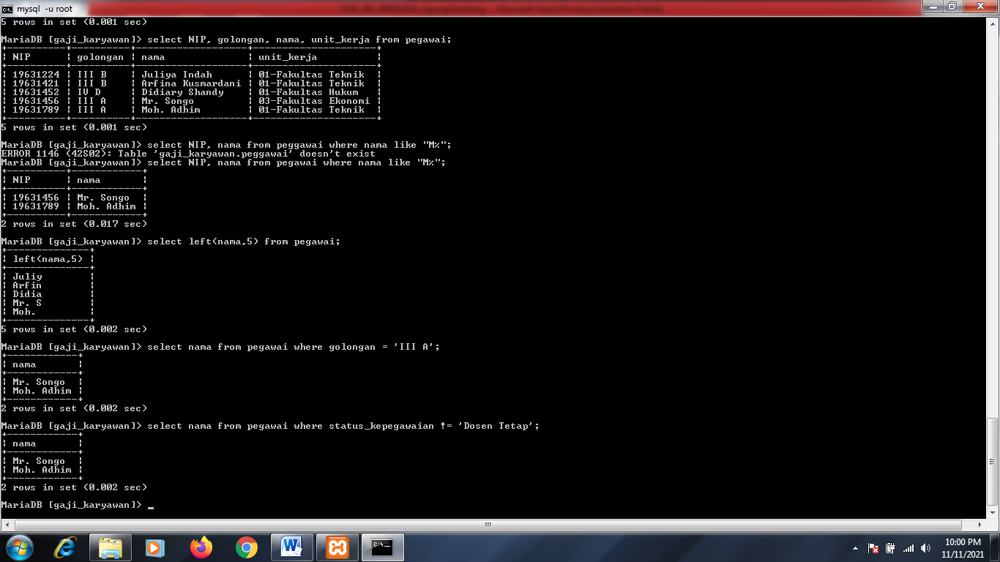 mysql -u root
5 rows in set (0.001 sec)
MariaDB [gaji_karyawan]> select NIP, golongan, nama, unit_kerja from pegawai;
+----------+----------+-------------------+---------------------+
| NIP      | golongan | nama              | unit_kerja          |
+----------+----------+-------------------+---------------------+
| 19631224 | III B    | Juliya Indah      | 01-Fakultas Teknik  |
| 19631421 | III B    | Arfina Kusmardani | 01-Fakultas Teknik  |
| 19631452 | IV D     | Didiary Shandy    | 01-Fakultas Hukum   |
| 19631456 | III A    | Mr. Songo         | 03-Fakultas Ekonomi |
| 19631789 | III A    | Moh. Adhim        | 01-Fakultas Teknik  |
+----------+----------+-------------------+---------------------+
5 rows in set (0.001 sec)
MariaDB [gaji_karyawan]> select NIP, nama from peggawai where nama like "M%";
ERROR 1146 (42S02): Table 'gaji_karyawan.peggawai' doesn't exist
MariaDB [gaji_karyawan]> select NIP, nama from pegawai where nama like "M%";
+----------+------------+
| NIP      | nama       |
+----------+------------+
| 19631456 | Mr. Songo  |
| 19631789 | Moh. Adhim |
+----------+------------+
2 rows in set (0.017 sec)
MariaDB [gaji_karyawan]> select left(nama,5) from pegawai;
+--------------+
| left(nama,5) |
+--------------+
| Juliy        |
| Arfin        |
| Didia        |
| Mr. S        |
| Moh.         |
+--------------+
5 rows in set (0.002 sec)
MariaDB [gaji_karyawan]> select nama from pegawai where golongan = 'III A';
+------------+
| nama       |
+------------+
| Mr. Songo  |
| Moh. Adhim |
+------------+
2 rows in set (0.002 sec)
MariaDB [gaji_karyawan]> select nama from pegawai where status_kepegawaian != 'Dosen Tetap';
+------------+
| nama       |
+------------+
| Mr. Songo  |
| Moh. Adhim |
+------------+
2 rows in set (0.002 sec)
MariaDB [gaji_karyawan]> _
10:00 PM
11/11/2021